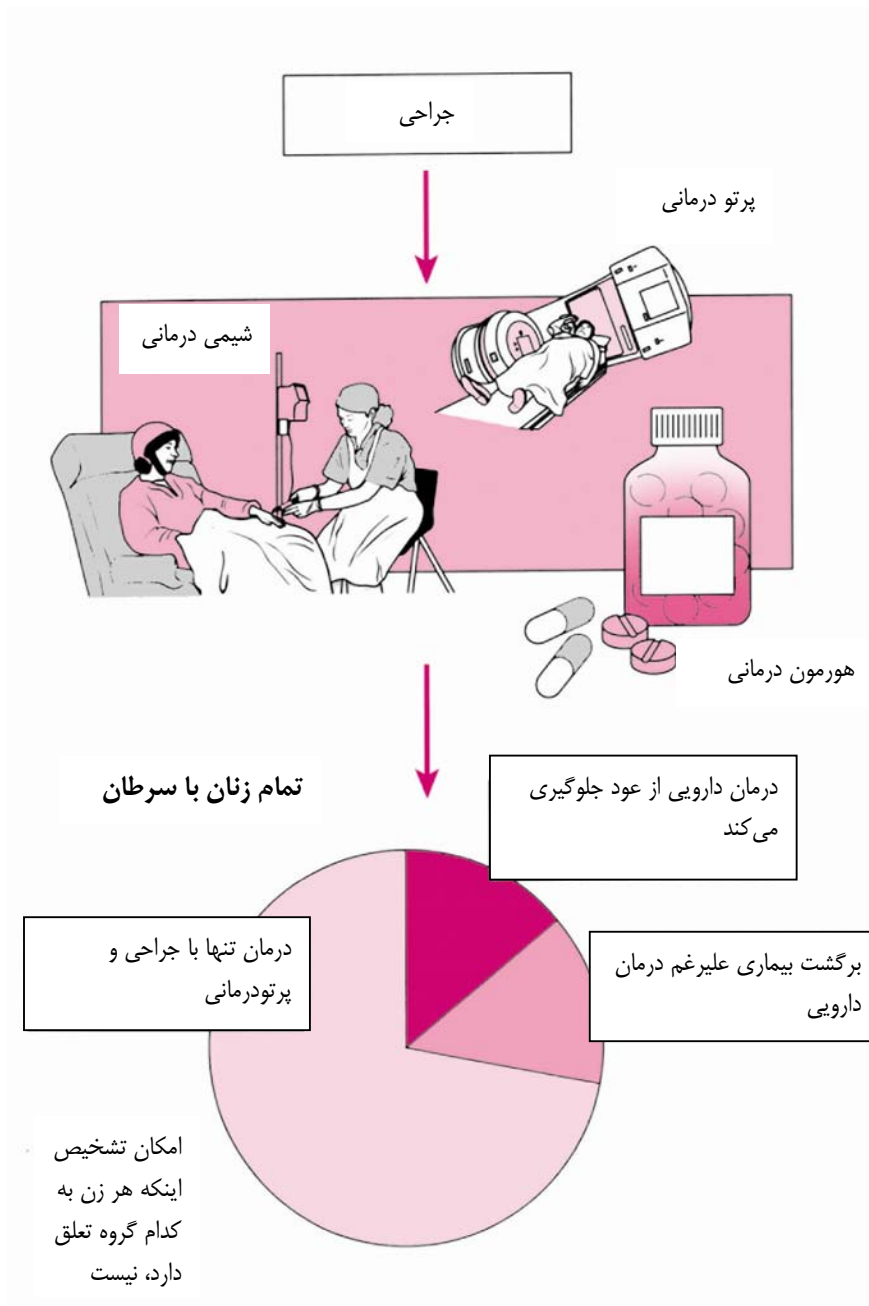 جراحی
پرتو درمانی
شیمی درمانی
هورمون درمانی
تمام زنان با سرطان
درمان دارویی از عود جلوگیری
می‌کند
برگشت بیماری علیرغم درمان
دارویی
درمان تنها با جراحی و
پرتودرمانی
امکان تشخیص
اینکه هر زن به
کدام گروه تعلق
دارد، نیست